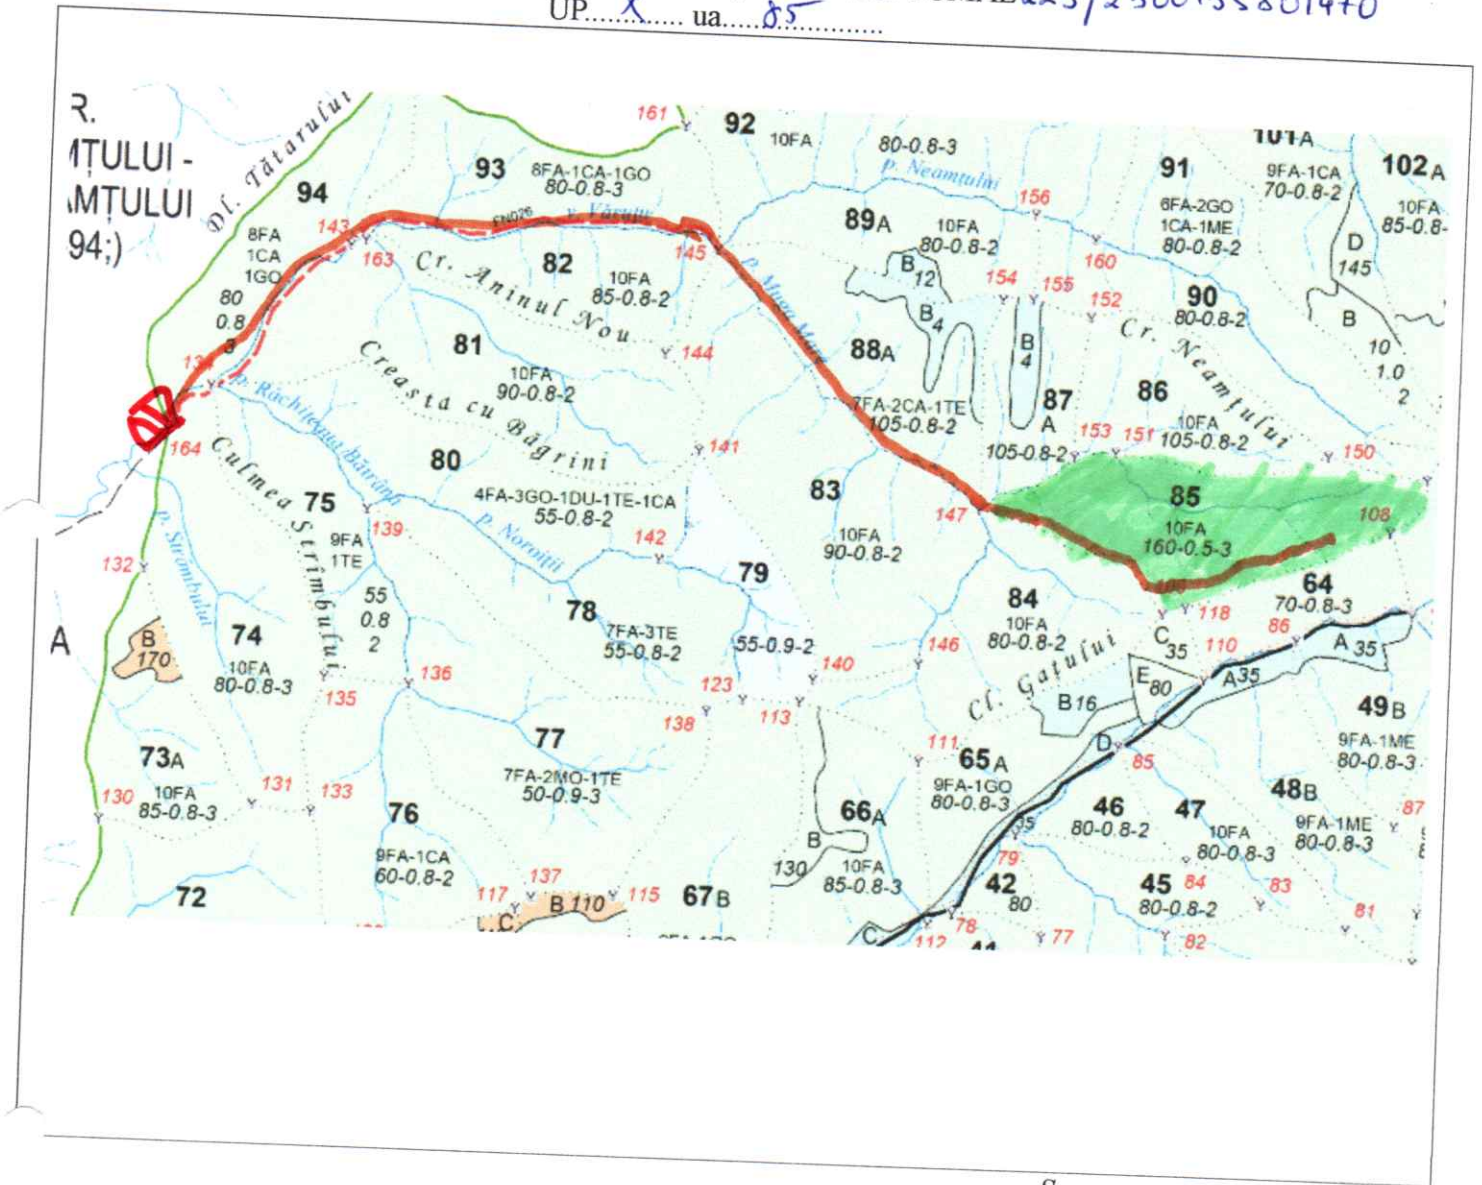 UP.....X...... ua.....85...............
R.
MȚULUI -
MȚULUI
94;)
Dl. Tătarului
161
92
10FA
80-0.8-3
p. Neamțului
101A
9FA-1CA
70-0.8-2
102A
10FA
85-0.8-
93
8FA-1CA-1GO
80-0.8-3
94
8FA
1CA
1GO
80
0.8
3
143
163
FN026
v. Văratic
145
p. Muga Mare
91
6FA-2GO
1CA-1ME
80-0.8-2
156
160
89A
10FA
80-0.8-2
B
12
B
4
154
155
152
B
4
90
80-0.8-2
D
145
B
10
1.0
2
Cr. Aninul Nou
82
10FA
85-0.8-2
144
81
10FA
90-0.8-2
Creasta cu Băgrini
88A
7FA-2CA-1TE
105-0.8-2
Cr. Neamțului
86
10FA
105-0.8-2
87
A
105-0.8-2
153
151
150
164
141
80
4FA-3GO-1DU-1TE-1CA
55-0.8-2
142
p. Noroiții
Culmea Strîmbului
75
9FA
1TE
55
0.8
2
139
83
10FA
90-0.8-2
147
85
10FA
160-0.5-3
108
132
p. Strâmbului
79
55-0.9-2
78
7FA-3TE
55-0.8-2
84
10FA
80-0.8-2
118
64
70-0.8-3
86
A
B
170
74
10FA
80-0.8-3
135
136
146
140
123
113
138
Cl. Gațului
C
35
110
E
80
B16
A35
A 35
49B
9FA-1ME
80-0.8-3
73A
10FA
85-0.8-3
130
131
133
77
7FA-2MO-1TE
50-0.9-3
111
65A
9FA-1GO
80-0.8-3
D
85
76
9FA-1CA
60-0.8-2
66A
10FA
85-0.8-3
B
130
46
80-0.8-2
47
10FA
80-0.8-3
48B
9FA-1ME
80-0.8-3
87
79
72
117
137
B 110
115
C
67B
42
80
45
80-0.8-2
84
83
81
C
112
78
77
82